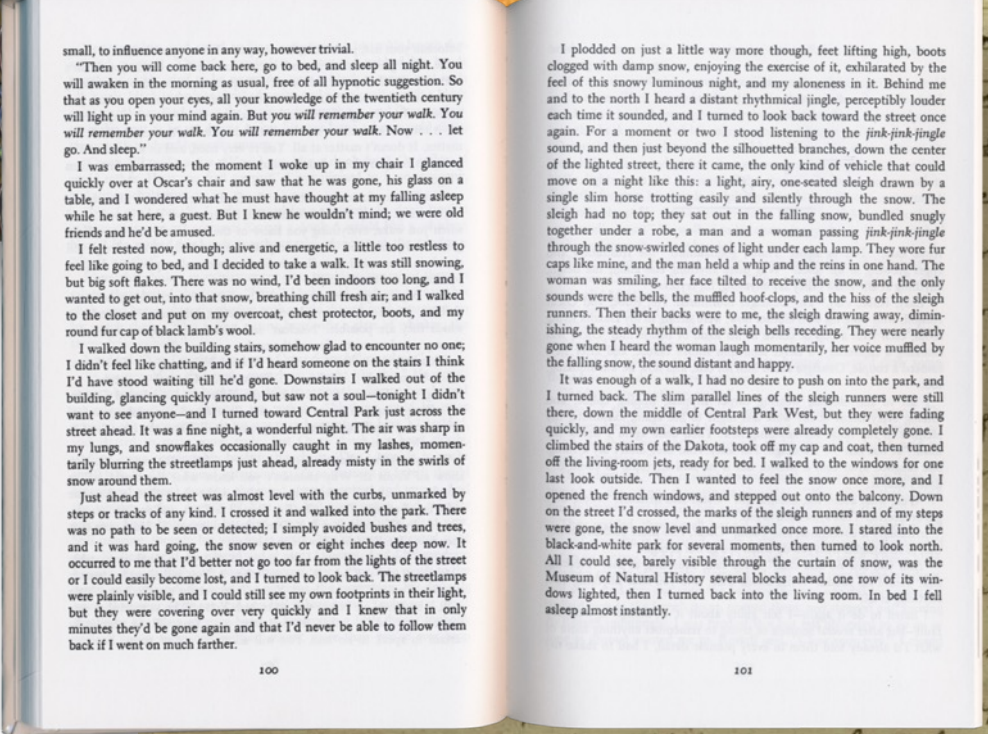 small, to influence anyone in any way, however trivial.
“Then you will come back here, go to bed, and sleep all night. You
will awaken in the morning as usual, free of all hypnotic suggestion. So
that as you open your eyes, all your knowledge of the twentieth century
will light up in your mind again. But you will remember your walk. You
will remember your walk. You will remember your walk. Now . . . let
go. And sleep.”
I was embarrassed; the moment I woke up in my chair I glanced
quickly over at Oscar’s chair and saw that he was gone, his glass on a
table, and I wondered what he must have thought at my falling asleep
while he sat here, a guest. But I knew he wouldn’t mind; we were old
friends and he’d be amused.
I felt rested now, though; alive and energetic, a little too restless to
feel like going to bed, and I decided to take a walk. It was still snowing,
but big soft flakes. There was no wind, I’d been indoors too long, and I
wanted to get out, into that snow, breathing chill fresh air; and I walked
to the closet and put on my overcoat, chest protector, boots, and my
round fur cap of black lamb’s wool.
I walked down the building stairs, somehow glad to encounter no one;
I didn’t feel like chatting, and if I’d heard someone on the stairs I think
I’d have stood waiting till he’d gone. Downstairs I walked out of the
building, glancing quickly around, but saw not a soul—tonight I didn’t
want to see anyone—and I turned toward Central Park just across the
street ahead. It was a fine night, a wonderful night. The air was sharp in
my lungs, and snowflakes occasionally caught in my lashes, momen-
tarily blurring the streetlamps just ahead, already misty in the swirls of
snow around them.
Just ahead the street was almost level with the curbs, unmarked by
steps or tracks of any kind. I crossed it and walked into the park. There
was no path to be seen or detected; I simply avoided bushes and trees,
and it was hard going, the snow seven or eight inches deep now. It
occurred to me that I’d better not go too far from the lights of the street
or I could easily become lost, and I turned to look back. The streetlamps
were plainly visible, and I could still see my own footprints in their light,
but they were covering over very quickly and I knew that in only
minutes they’d be gone again and that I’d never be able to follow them
back if I went on much farther.
100
I plodded on just a little way more though, feet lifting high, boots
clogged with damp snow, enjoying the exercise of it, exhilarated by the
feel of this snowy luminous night, and my aloneness in it. Behind me
and to the north I heard a distant rhythmical jingle, perceptibly louder
each time it sounded, and I turned to look back toward the street once
again. For a moment or two I stood listening to the jink-jink-jingle
sound, and then just beyond the silhouetted branches, down the center
of the lighted street, there it came, the only kind of vehicle that could
move on a night like this: a light, airy, one-seated sleigh drawn by a
single slim horse trotting easily and silently through the snow. The
sleigh had no top; they sat out in the falling snow, bundled snugly
together under a robe, a man and a woman passing jink-jink-jingle
through the snow-swirled cones of light under each lamp. They wore fur
caps like mine, and the man held a whip and the reins in one hand. The
woman was smiling, her face tilted to receive the snow, and the only
sounds were the bells, the muffled hoof-clops, and the hiss of the sleigh
runners. Then their backs were to me, the sleigh drawing away, dimin-
ishing, the steady rhythm of the sleigh bells receding. They were nearly
gone when I heard the woman laugh momentarily, her voice muffled by
the falling snow, the sound distant and happy.
It was enough of a walk, I had no desire to push on into the park, and
I turned back. The slim parallel lines of the sleigh runners were still
there, down the middle of Central Park West, but they were fading
quickly, and my own earlier footsteps were already completely gone. I
climbed the stairs of the Dakota, took off my cap and coat, then turned
off the living-room jets, ready for bed. I walked to the windows for one
last look outside. Then I wanted to feel the snow once more, and I
opened the french windows, and stepped out onto the balcony. Down
on the street I’d crossed, the marks of the sleigh runners and of my steps
were gone, the snow level and unmarked once more. I stared into the
black-and-white park for several moments, then turned to look north.
All I could see, barely visible through the curtain of snow, was the
Museum of Natural History several blocks ahead, one row of its win-
dows lighted, then I turned back into the living room. In bed I fell
asleep almost instantly.
101